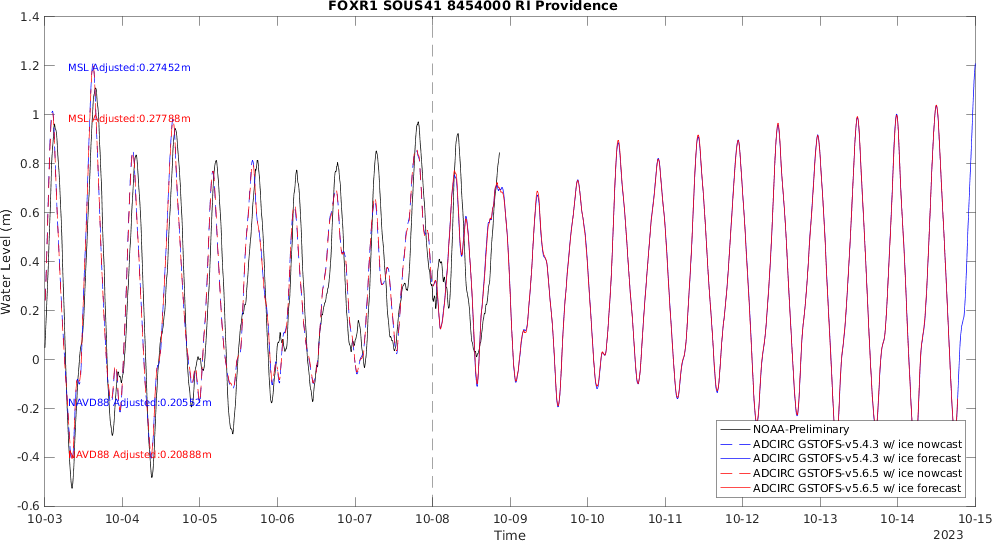 FOXR1 SOUS41 8454000 RI Providence
1.4
1.2
1
0.8
0.6
0.4
0.2
0
-0.2
-0.4
-0.6
Water Level (m)
MSL Adjusted:0.27452m
MSL Adjusted:0.27788m
NAVD88 Adjusted:0.20552m
NAVD88 Adjusted:0.20888m
NOAA-Preliminary
ADCIRC GSTOFS-v5.4.3 w/ ice nowcast
ADCIRC GSTOFS-v5.4.3 w/ ice forecast
ADCIRC GSTOFS-v5.6.5 w/ ice nowcast
ADCIRC GSTOFS-v5.6.5 w/ ice forecast
10-03 10-04 10-05 10-06 10-07 10-08 10-09 10-10 10-11 10-12 10-13 10-14 10-15
Time
2023